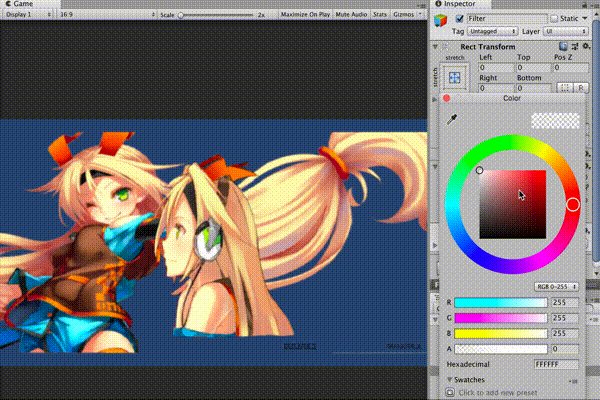 Game
Inspector
Display 1
16:9
Scale
2x
Maximize On Play
Mute Audio
Stats
Gizmos
Filter
Static
Tag
Untagged
Layer
UI
Rect Transform
stretch
Left
Top
Pos Z
0
0
0
stretch
Right
Bottom
0
0
R
Color
RGB 0-255
R
255
G
255
B
255
A
0
Hexadecimal
FFFFFF
Swatches
Click to add new preset